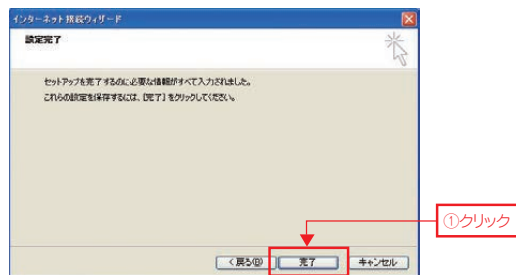 インターネット接続ウィザード
設定完了
セットアップを完了するのに必要な情報がすべて入力されました。
これらの設定を保存するには、[完了]をクリックしてください。
①クリック
< 戻る(B)
完了
キャンセル